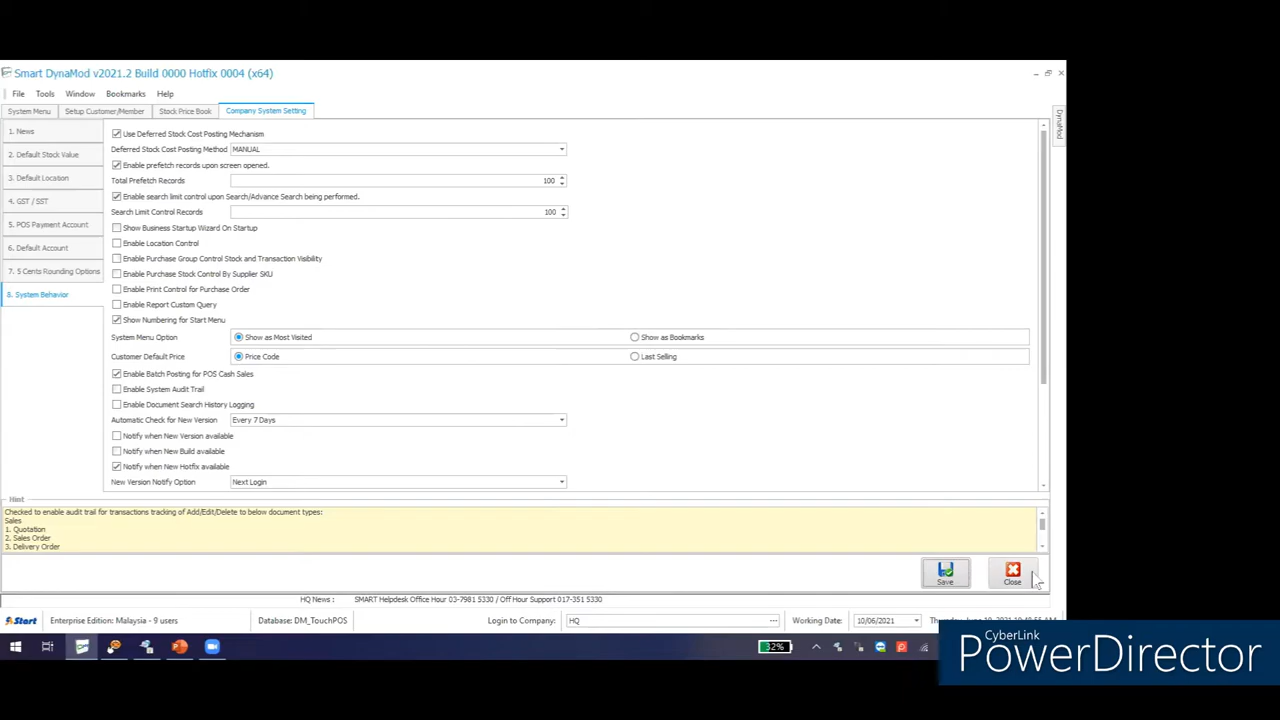 Smart DynaMod v2021.2 Build 0000 Hotfix 0004 (x64)
File Tools Window Bookmarks Help
System Menu Setup Customer/Member Stock Price Book Company System Setting
DynaMod
1. News
2. Default Stock Value
3. Default Location
4. GST / SST
5. POS Payment Account
6. Default Account
7. 5 Cents Rounding Options
8. System Behavior
Use Deferred Stock Cost Posting Mechanism
Deferred Stock Cost Posting Method MANUAL
Enable prefetch records upon screen opened.
Total Prefetch Records 100
Enable search limit control upon Search/Advance Search being performed.
Search Limit Control Records 100
Show Business Startup Wizard On Startup
Enable Location Control
Enable Purchase Group Control Stock and Transaction Visibility
Enable Purchase Stock Control By Supplier SKU
Enable Print Control for Purchase Order
Enable Report Custom Query
Show Numbering for Start Menu
System Menu Option Show as Most Visited Show as Bookmarks
Customer Default Price Price Code Last Selling
Enable Batch Posting for POS Cash Sales
Enable System Audit Trail
Enable Document Search History Logging
Automatic Check for New Version Every 7 Days
Notify when New Version available
Notify when New Build available
Notify when New Hotfix available
New Version Notify Option Next Login
Hint
Checked to enable audit trail for transactions tracking of Add/Edit/Delete to below document types:
Sales
1. Quotation
2. Sales Order
3. Delivery Order
Save Close
HQ News : SMART Helpdesk Office Hour 03-7981 5330 / Off Hour Support 017-351 5330
Start Enterprise Edition: Malaysia - 9 users Database: DM_TouchPOS Login to Company: HQ Working Date: 10/06/2021
32%
CyberLink
PowerDirector